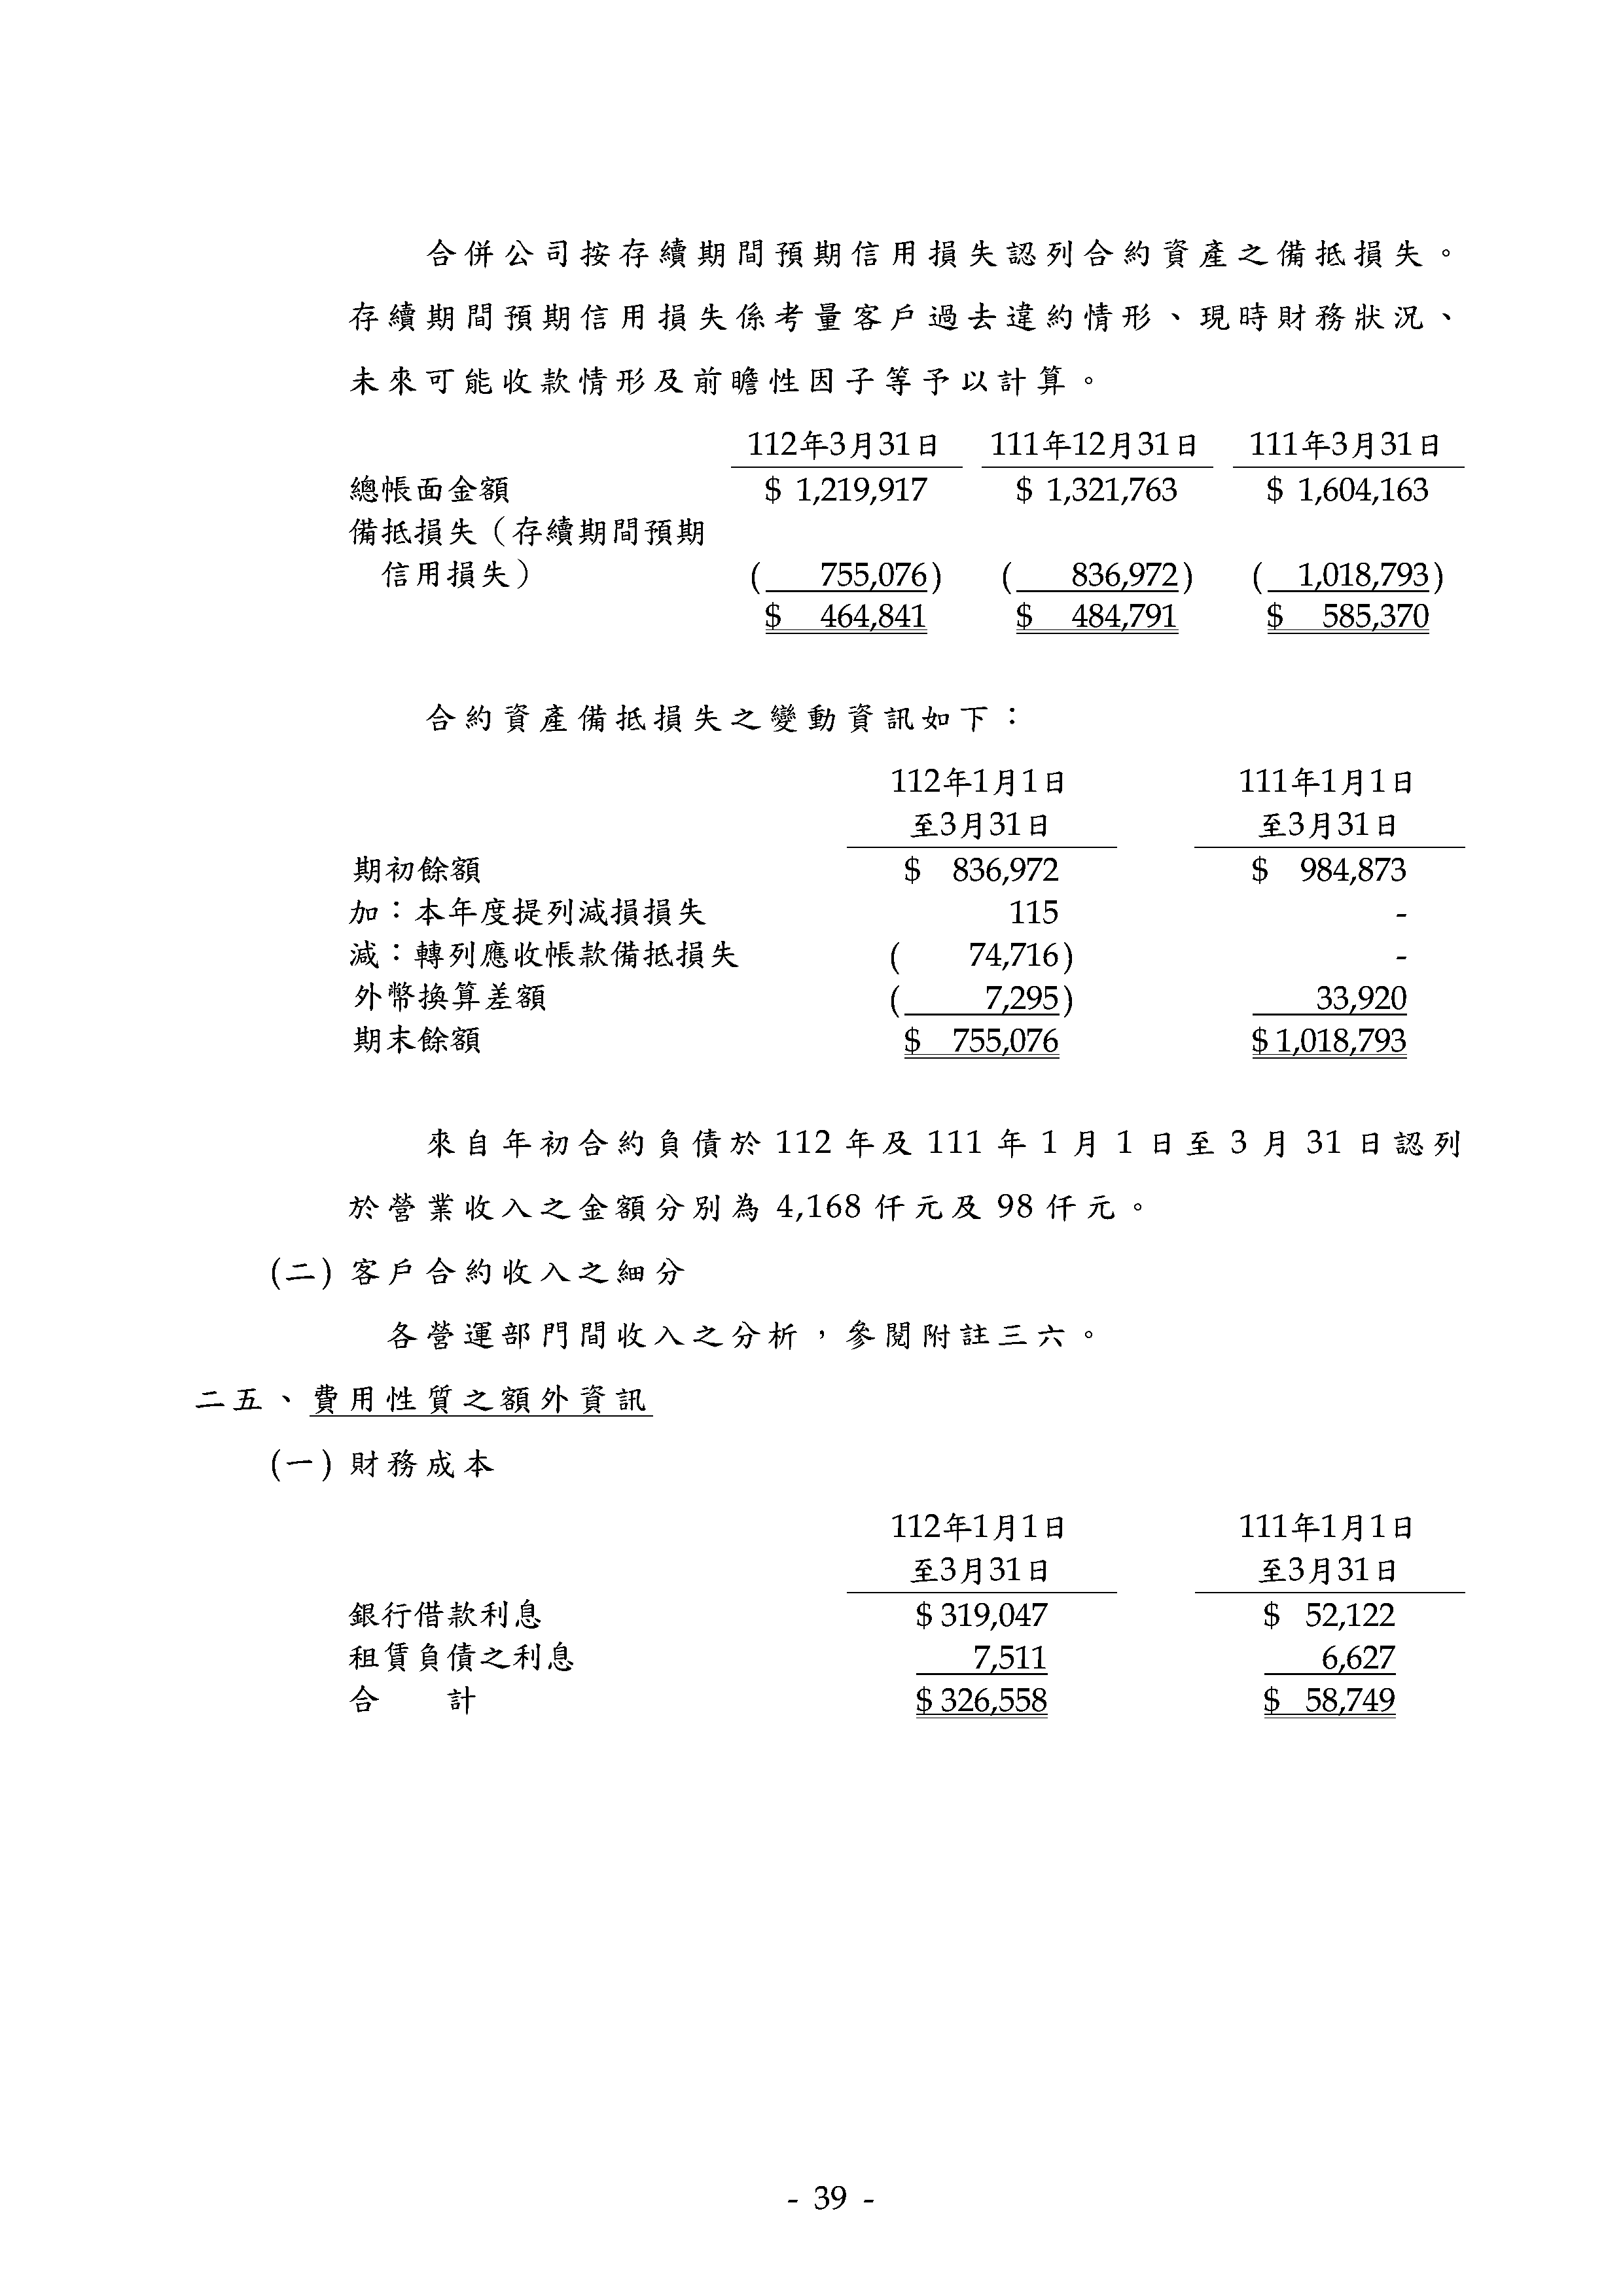 合併公司按存續期間預期信用損失認列合約資產之備抵損失。
存續期間預期信用損失係考量客戶過去違約情形、現時財務狀況、
未來可能收款情形及前瞻性因子等予以計算。
112年3月31日 111年12月31日 111年3月31日
總帳面金額 $ 1,219,917 $ 1,321,763 $ 1,604,163
備抵損失（存續期間預期
信用損失） ( 755,076) ( 836,972) ( 1,018,793)
$ 464,841 $ 484,791 $ 585,370
合約資產備抵損失之變動資訊如下：
112年1月1日 111年1月1日
至3月31日 至3月31日
期初餘額 $ 836,972 $ 984,873
加：本年度提列減損損失 115 -
減：轉列應收帳款備抵損失 ( 74,716) -
外幣換算差額 ( 7,295) 33,920
期末餘額 $ 755,076 $ 1,018,793
來自年初合約負債於 112 年及 111 年 1 月 1 日至 3 月 31 日認列
於營業收入之金額分別為 4,168 仟元及 98 仟元。
(二) 客戶合約收入之細分
各營運部門間收入之分析，參閱附註三六。
二五、費用性質之額外資訊
(一) 財務成本
112年1月1日 111年1月1日
至3月31日 至3月31日
銀行借款利息 $ 319,047 $ 52,122
租賃負債之利息 7,511 6,627
合 計 $ 326,558 $ 58,749
- 39 -